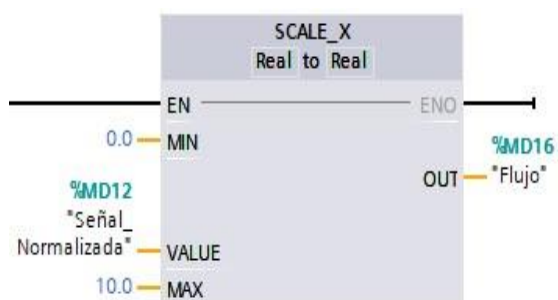 SCALE_X
Real to Real
EN
ENO
0.0
MIN
%MD16
OUT
"Flujo"
%MD12
"Señal_
Normalizada"
VALUE
10.0
MAX